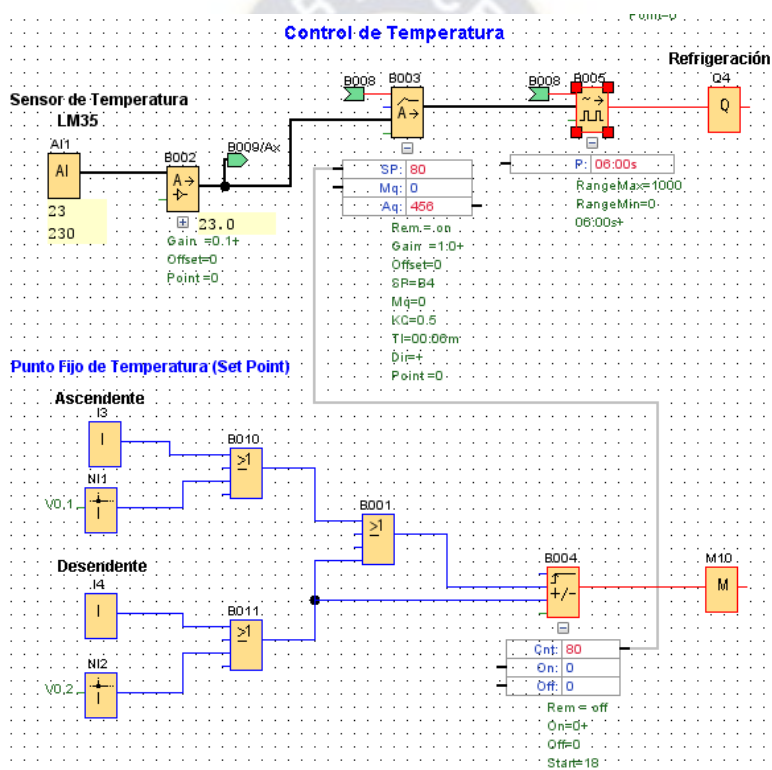 Point=0
Control de Temperatura
Refrigeración
B008 B003 B008 B005 Q4
Q
Sensor de Temperatura
LM35
AI1
AI
B002
B009/Ax
A→
A→
23
230
23.0
Gain =0.1+
Offset=0
Point=0
SP: 80
Mq: 0
Aq: 456
Rem = on
Gain =1.0+
Offset=0
SP=B4
Mq=0
KC=0.5
TI=00:06m
Dir=+
Point =0
P: 06:00s
RangeMax=1000
RangeMin=0
06:00s+
Punto Fijo de Temperatura (Set Point)
Ascendente
I3
I
B010
≥1
NI1
V0.1
I
B001
≥1
Desendente
I4
I
B011
≥1
NI2
V0.2
I
B004
+/-
M10
M
Cnt: 80
On: 0
Off: 0
Rem = off
On=0+
Off=0
Start=18